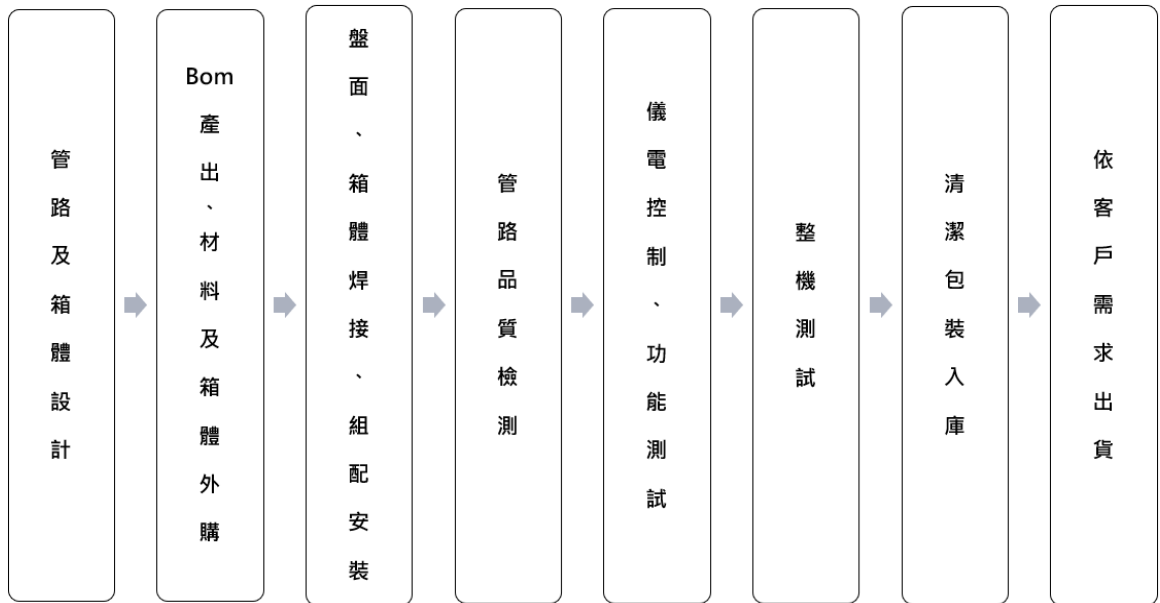 管路及箱體設計
Bom產出、材料及箱體外購
盤面、箱體焊接、組配安裝
管路品質檢測
儀電控制、功能測試
整機測試
清潔包裝入庫
依客戶需求出貨